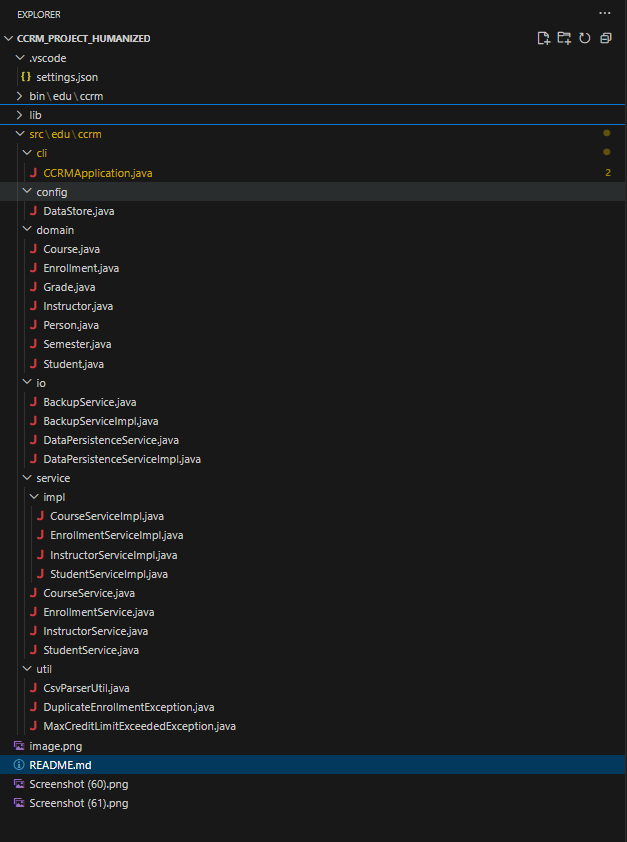 EXPLORER
CCRM_PROJECT_HUMANIZED
.vscode
{} settings.json
bin\edu\ccrm
lib
src\edu\ccrm
cli
J CCRMApplication.java 2
config
J DataStore.java
domain
J Course.java
J Enrollment.java
J Grade.java
J Instructor.java
J Person.java
J Semester.java
J Student.java
io
J BackupService.java
J BackupServiceImpl.java
J DataPersistenceService.java
J DataPersistenceServiceImpl.java
service
impl
J CourseServiceImpl.java
J EnrollmentServiceImpl.java
J InstructorServiceImpl.java
J StudentServiceImpl.java
J CourseService.java
J EnrollmentService.java
J InstructorService.java
J StudentService.java
util
J CsvParserUtil.java
J DuplicateEnrollmentException.java
J MaxCreditLimitExceededException.java
image.png
README.md
Screenshot (60).png
Screenshot (61).png